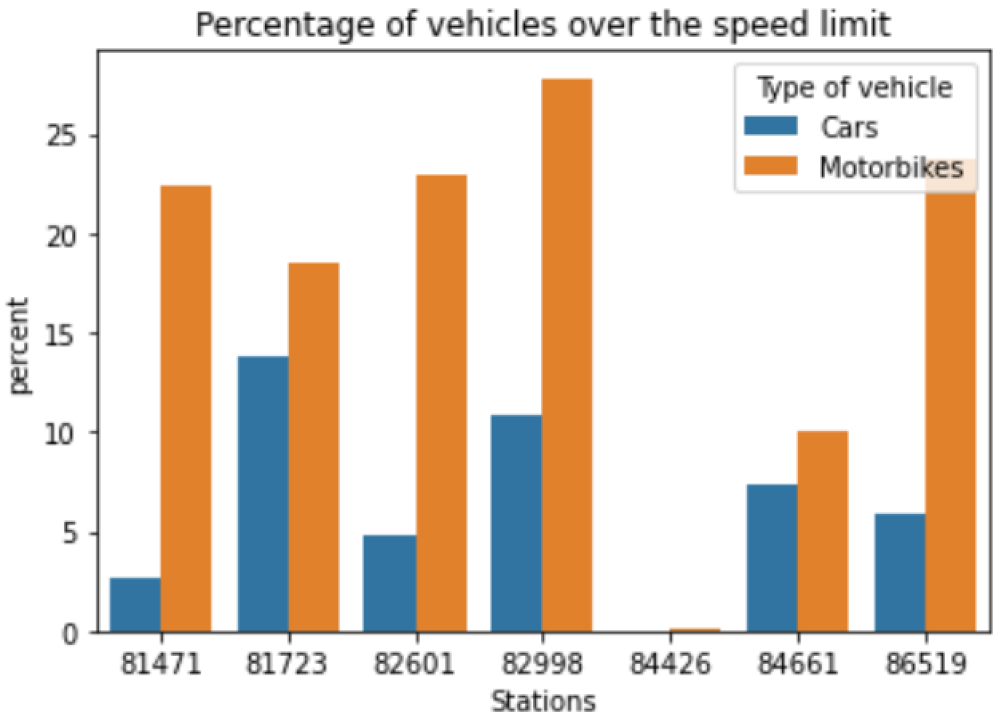 Percentage of vehicles over the speed limit
Type of vehicle
Cars
Motorbikes
percent
25
20
15
10
5
0
81471 81723 82601 82998 84426 84661 86519
Stations